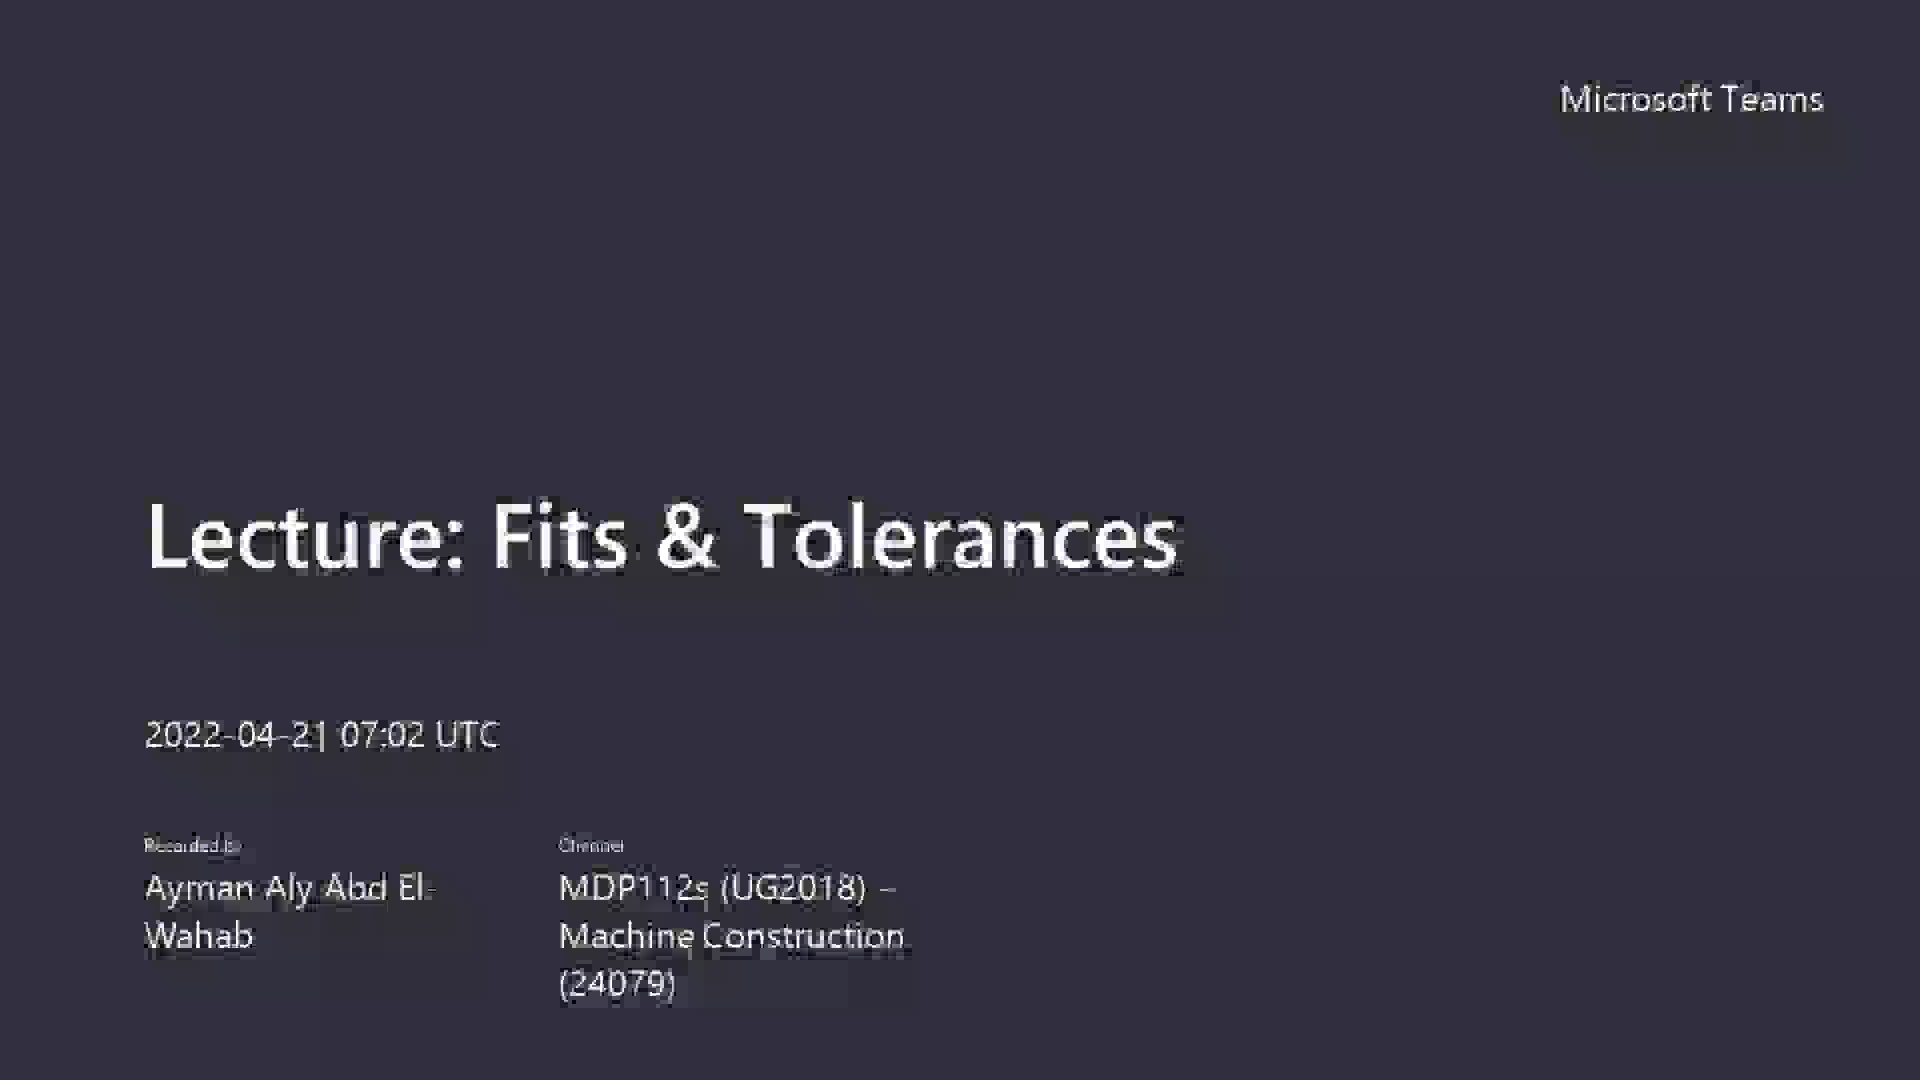 Microsoft Teams
Lecture: Fits & Tolerances
2022-04-21 07:02 UTC
Recorded by
Channel
Ayman Aly Abd El-
Wahab
MDP112s (UG2018) –
Machine Construction
(24079)